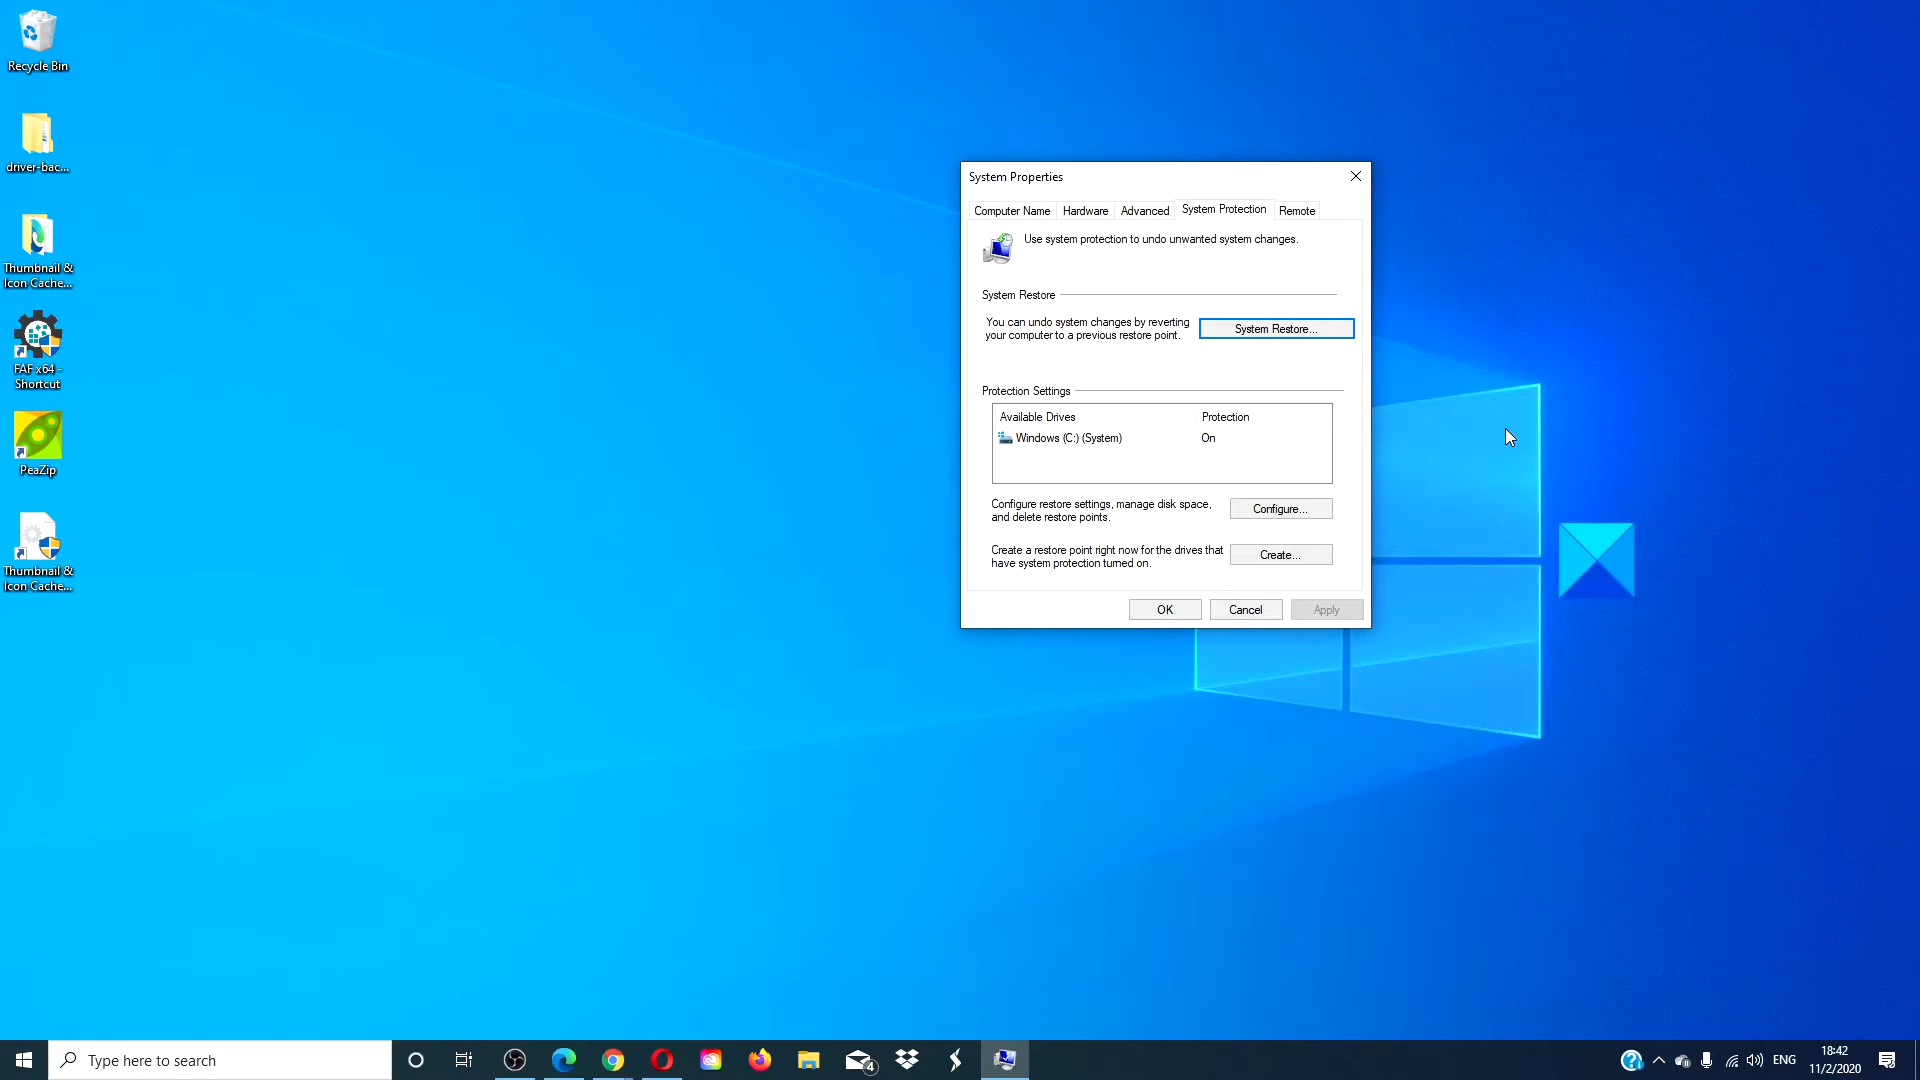 Recycle Bin
driver-bac...
Thumbnail &
Icon Cache...
FAF x64 -
Shortcut
PeaZip
Thumbnail &
Icon Cache...
System Properties
Computer Name
Hardware
Advanced
System Protection
Remote
Use system protection to undo unwanted system changes.
System Restore
You can undo system changes by reverting
your computer to a previous restore point.
System Restore...
Protection Settings
Available Drives
Protection
Windows (C:) (System)
On
Configure restore settings, manage disk space,
and delete restore points.
Configure...
Create a restore point right now for the drives that
have system protection turned on.
Create...
OK
Cancel
Apply
Type here to search
4
ENG
18:42
11/2/2020